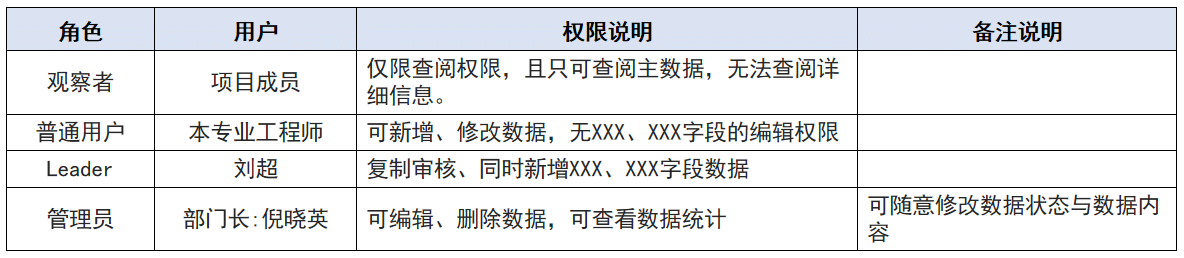 角色 用户 权限说明 备注说明
观察者 项目成员 仅限查阅权限，且只可查阅主数据，无法查阅详
细信息。
普通用户 本专业工程师 可新增、修改数据，无XXX、XXX字段的编辑权限
Leader 刘超 复制审核、同时新增XXX、XXX字段数据
管理员 部门长:倪晓英 可编辑、删除数据，可查看数据统计 可随意修改数据状态与数据内
容